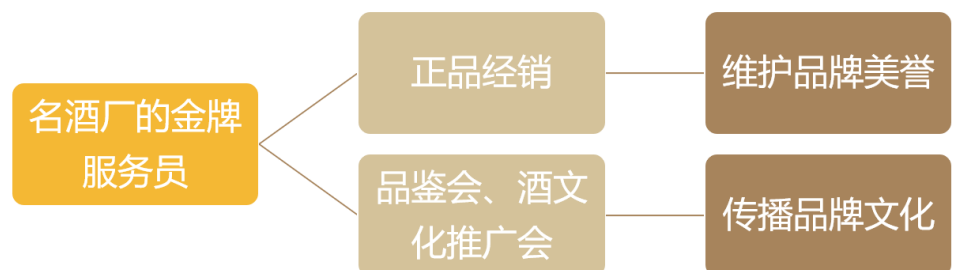 名酒厂的金牌
服务员
正品经销
维护品牌美誉
品鉴会、酒文
化推广会
传播品牌文化